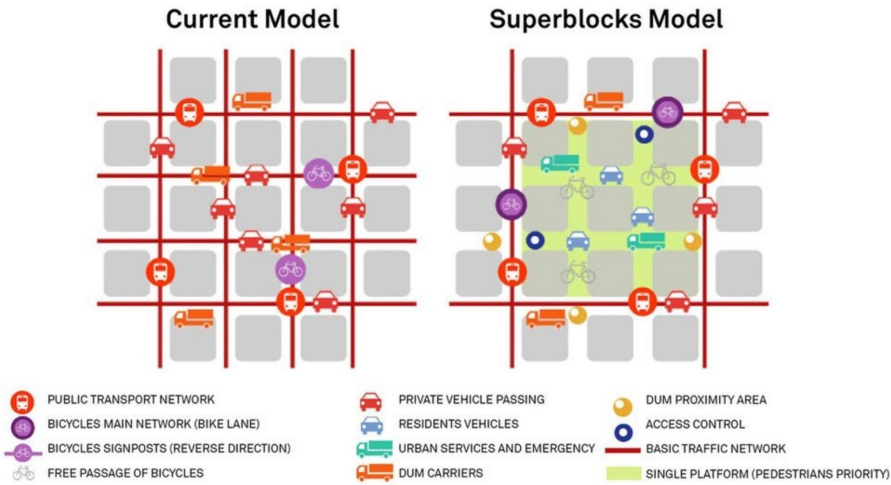 Current Model
Superblocks Model
PUBLIC TRANSPORT NETWORK
BICYCLES MAIN NETWORK (BIKE LANE)
BICYCLES SIGNPOSTS (REVERSE DIRECTION)
FREE PASSAGE OF BICYCLES
PRIVATE VEHICLE PASSING
RESIDENTS VEHICLES
URBAN SERVICES AND EMERGENCY
DUM CARRIERS
DUM PROXIMITY AREA
ACCESS CONTROL
BASIC TRAFFIC NETWORK
SINGLE PLATFORM (PEDESTRIANS PRIORITY)